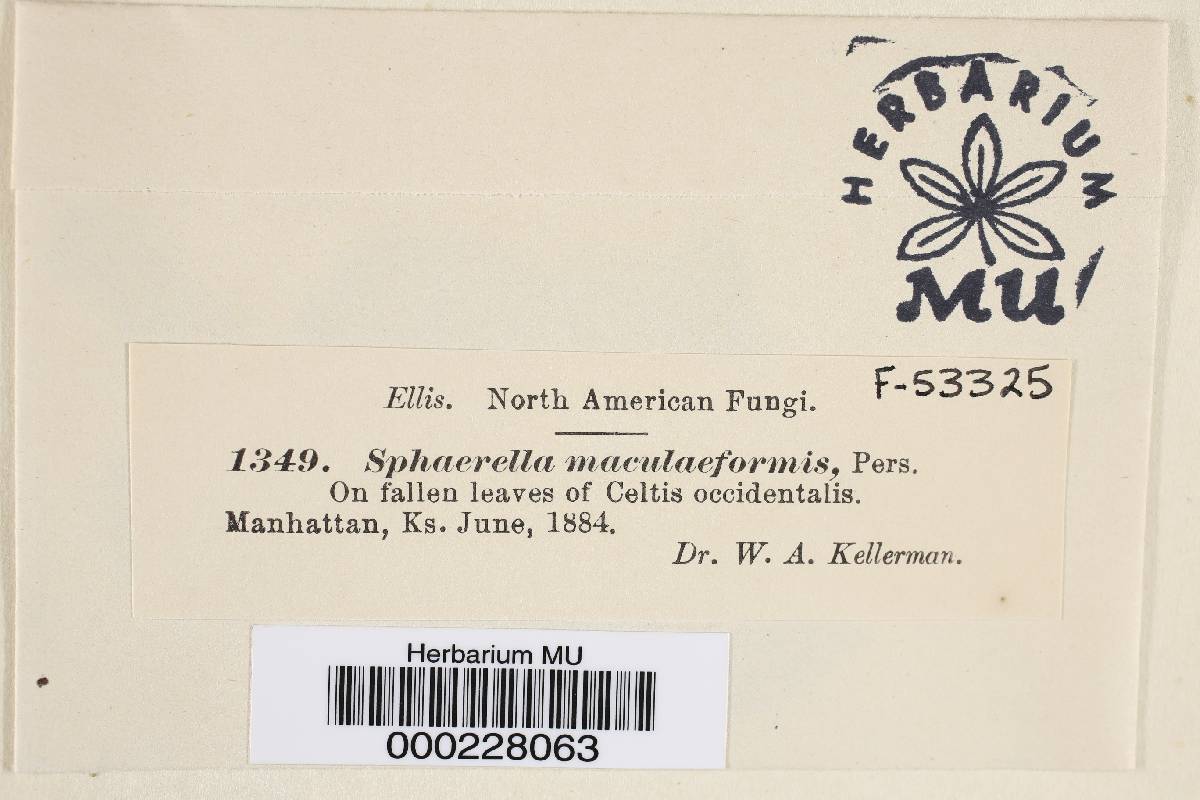 HERBARIUM
MU
F-53325
Ellis. North American Fungi.
1349. Sphaerella maculaeformis, Pers.
On fallen leaves of Celtis occidentalis.
Manhattan, Ks. June, 1884.
Dr. W. A. Kellerman.
Herbarium MU
000228063